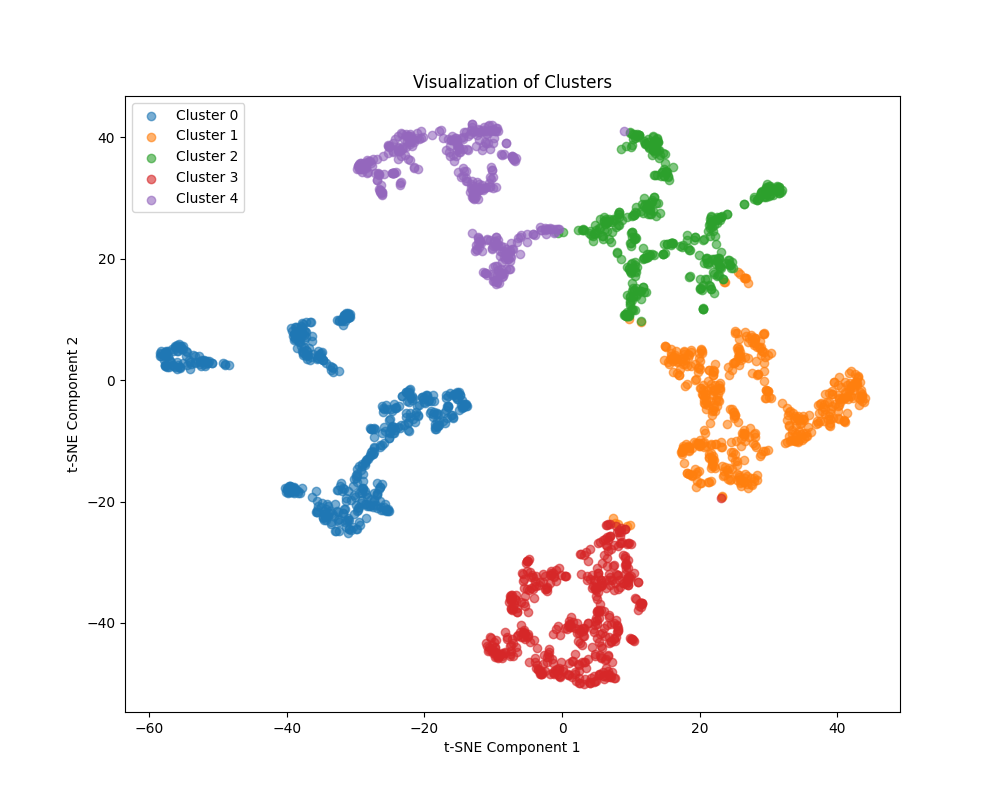 Visualization of Clusters
Cluster 0
Cluster 1
Cluster 2
Cluster 3
Cluster 4
40
20
0
−20
−40
t-SNE Component 2
−60 −40 −20 0 20 40
t-SNE Component 1